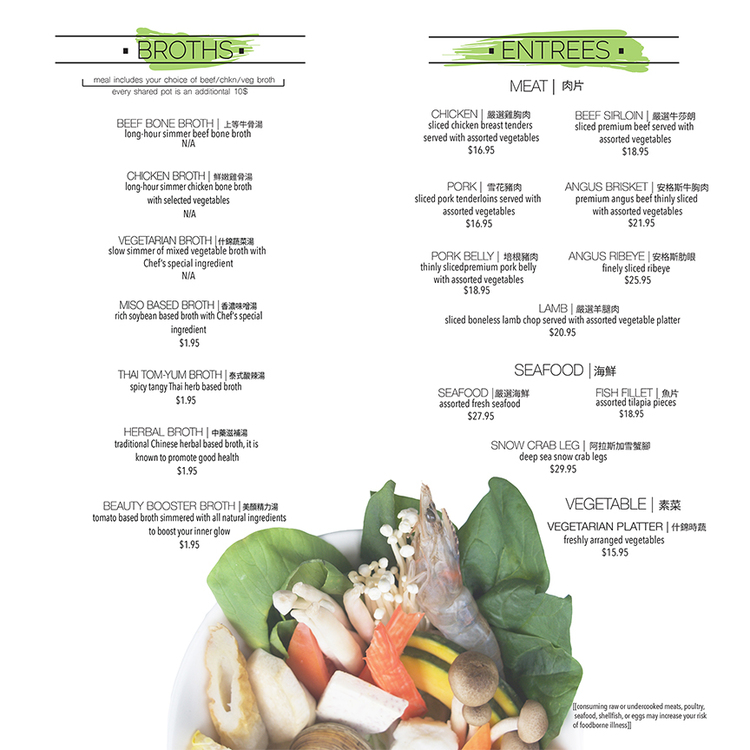 BROTHS
meal includes your choice of beef/chkn/veg broth
every shared pot is an additional 10$
BEEF BONE BROTH | 上等牛骨湯
long-hour simmer beef bone broth
N/A
CHICKEN BROTH | 鮮嫩雞骨湯
long-hour simmer chicken bone broth
with selected vegetables
N/A
VEGETARIAN BROTH | 什錦蔬菜湯
slow simmer of mixed vegetable broth with
Chef's special ingredient
N/A
MISO BASED BROTH | 香濃味噌湯
rich soybean based broth with Chef's special
ingredient
$1.95
THAI TOM-YUM BROTH | 泰式酸辣湯
spicy tangy Thai herb based broth
$1.95
HERBAL BROTH | 中藥滋補湯
traditional Chinese herbal based broth, it is
known to promote good health
$1.95
BEAUTY BOOSTER BROTH | 美顏精力湯
tomato based broth simmered with all natural ingredients
to boost your inner glow
$1.95
ENTREES
MEAT | 肉片
CHICKEN | 嚴選雞胸肉
sliced chicken breast tenders
served with assorted vegetables
$16.95
BEEF SIRLOIN | 嚴選牛莎朗
sliced premium beef served with
assorted vegetables
$18.95
PORK | 雪花豬肉
sliced pork tenderloins served with
assorted vegetables
$16.95
ANGUS BRISKET | 安格斯牛胸肉
premium angus beef thinly sliced
with assorted vegetables
$21.95
PORK BELLY | 培根豬肉
thinly slicedpremium pork belly
with assorted vegetables
$18.95
ANGUS RIBEYE | 安格斯肋眼
finely sliced ribeye
$25.95
LAMB | 嚴選羊腿肉
sliced boneless lamb chop served with assorted vegetable platter
$20.95
SEAFOOD | 海鮮
SEAFOOD | 嚴選海鮮
assorted fresh seafood
$27.95
FISH FILLET | 魚片
assorted tilapia pieces
$18.95
SNOW CRAB LEG | 阿拉斯加雪蟹腳
deep sea snow crab legs
$29.95
VEGETABLE | 素菜
VEGETARIAN PLATTER | 什錦時蔬
freshly arranged vegetables
$15.95
[[consuming raw or undercooked meats, poultry,
seafood, shellfish, or eggs may increase your risk
of foodborne illness]]